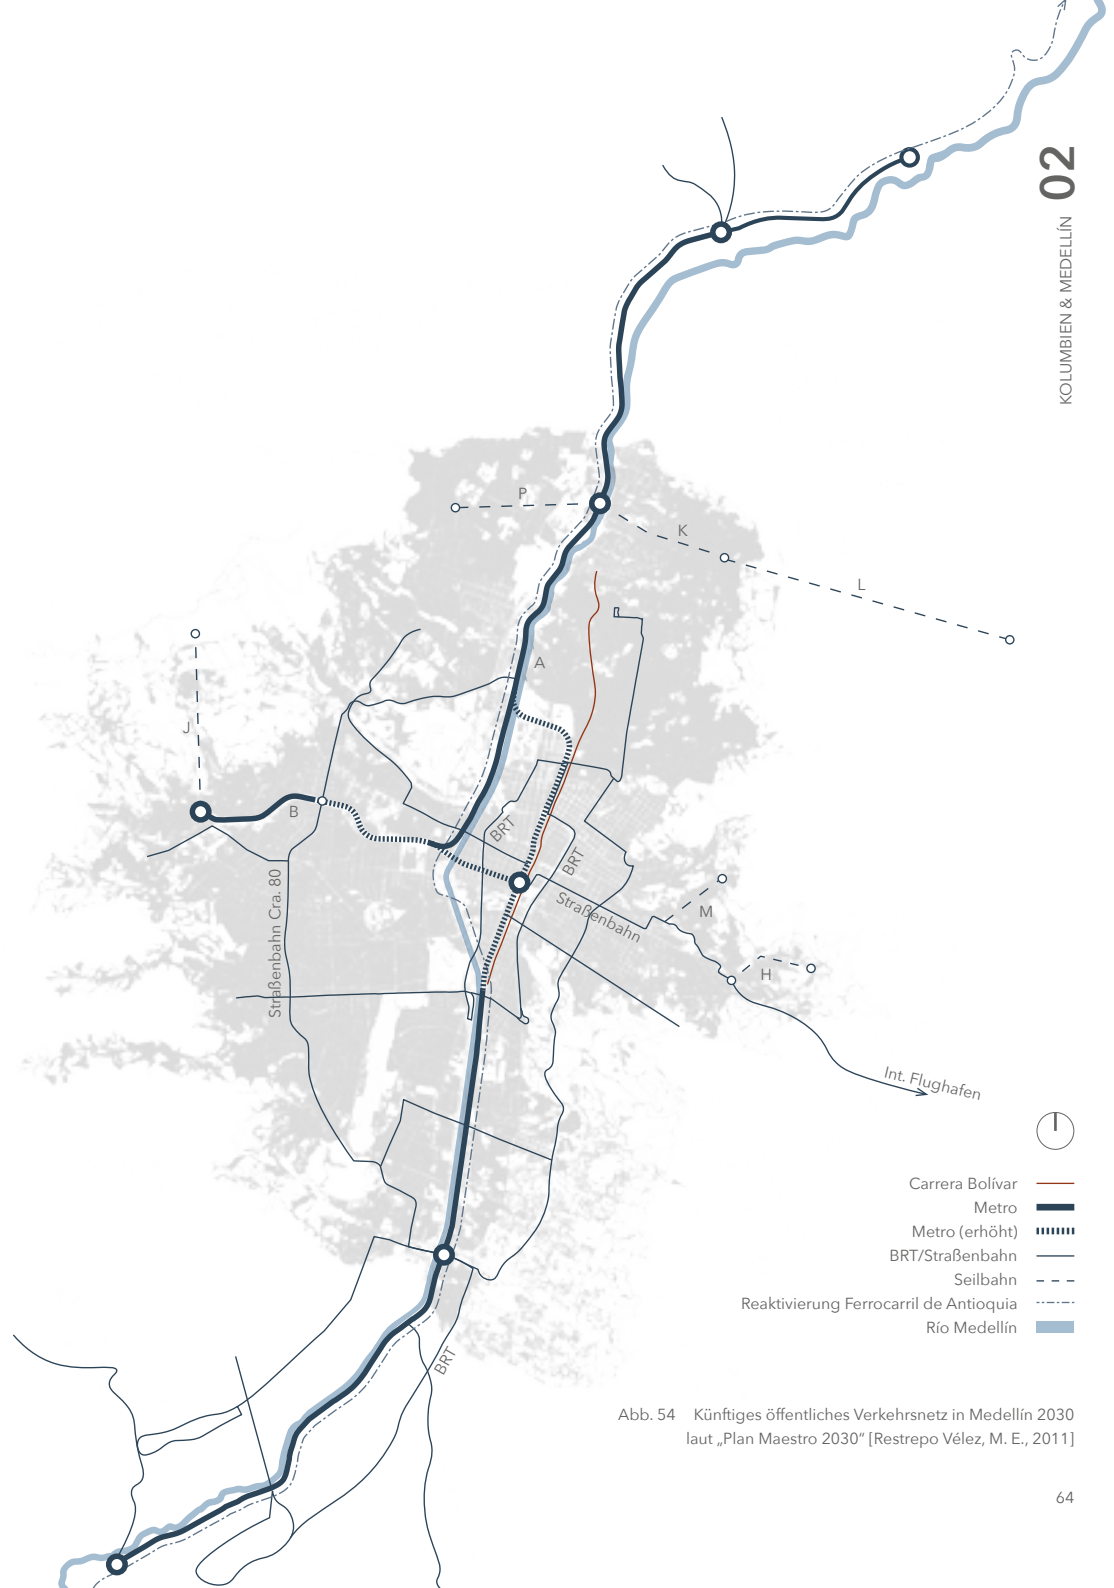 KOLUMBIEN & MEDELLÍN 02
P
K
L
A
J
B
BRT
BRT
Straßenbahn
M
H
Straßenbahn Cra. 80
Int. Flughafen
BRT
Carrera Bolívar
Metro
Metro (erhöht)
BRT/Straßenbahn
Seilbahn
Reaktivierung Ferrocarril de Antioquia
Río Medellín
Abb. 54 Künftiges öffentliches Verkehrsnetz in Medellín 2030
laut „Plan Maestro 2030“ [Restrepo Vélez, M. E., 2011]
64